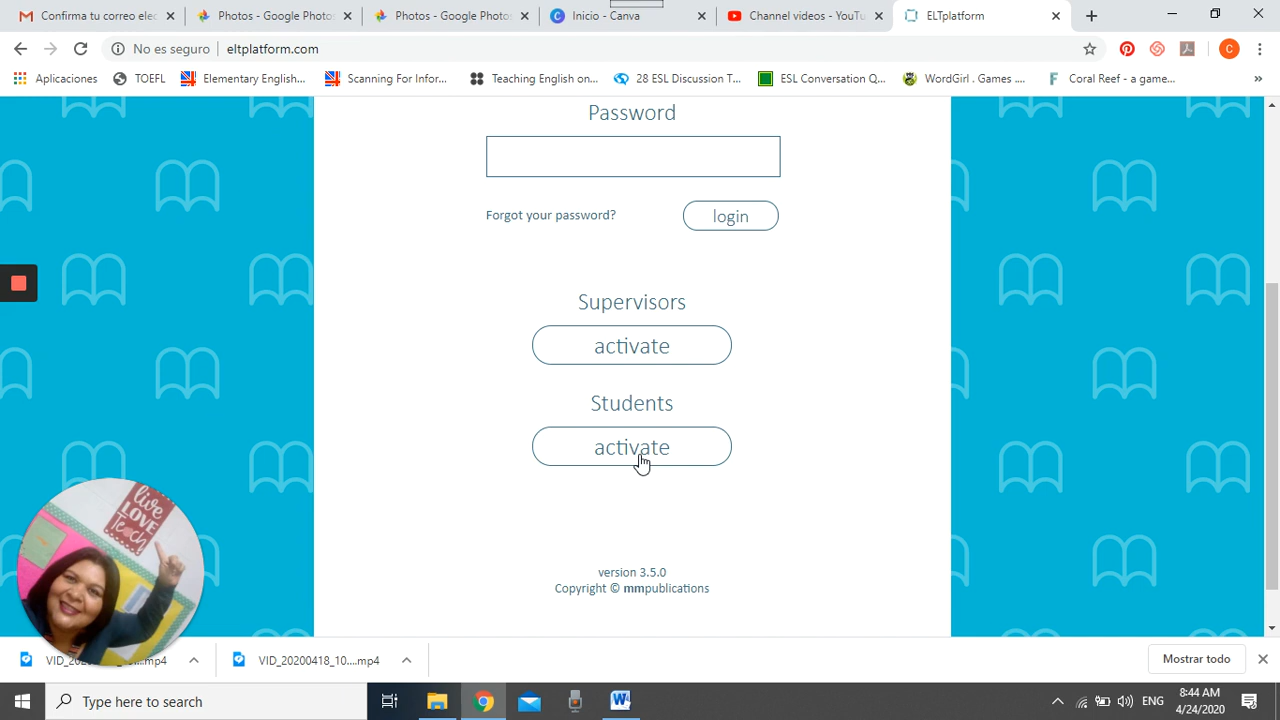 Confirma tu correo elec
Photos - Google Photo
Photos - Google Photo
Inicio - Canva
Channel videos - YouTu
ELTplatform
No es seguro
eltplatform.com
Aplicaciones
TOEFL
Elementary English...
Scanning For Infor...
Teaching English on...
28 ESL Discussion T...
ESL Conversation Q...
WordGirl . Games ....
Coral Reef - a game...
»
C
Password
Forgot your password?
login
Supervisors
activate
Students
activate
live
LOVE
Teach
version 3.5.0
Copyright © mmpublications
VID_20200418_10....mp4
Mostrar todo
Type here to search
ENG
8:44 AM
4/24/2020